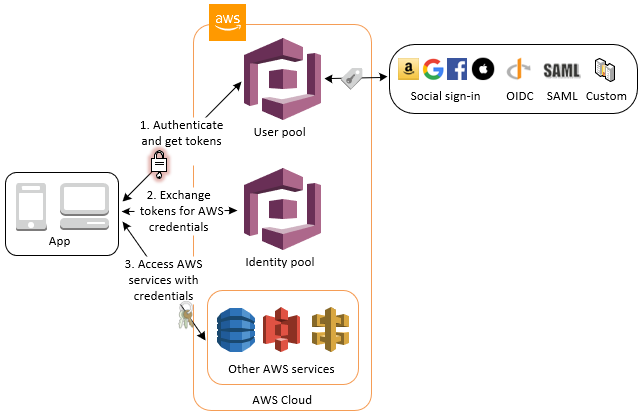 aws
1. Authenticate
and get tokens
User pool
a
G
f
SAML
Social sign-in
OIDC
SAML
Custom
App
2. Exchange
tokens for AWS
credentials
Identity pool
3. Access AWS
services with
credentials
Other AWS services
AWS Cloud